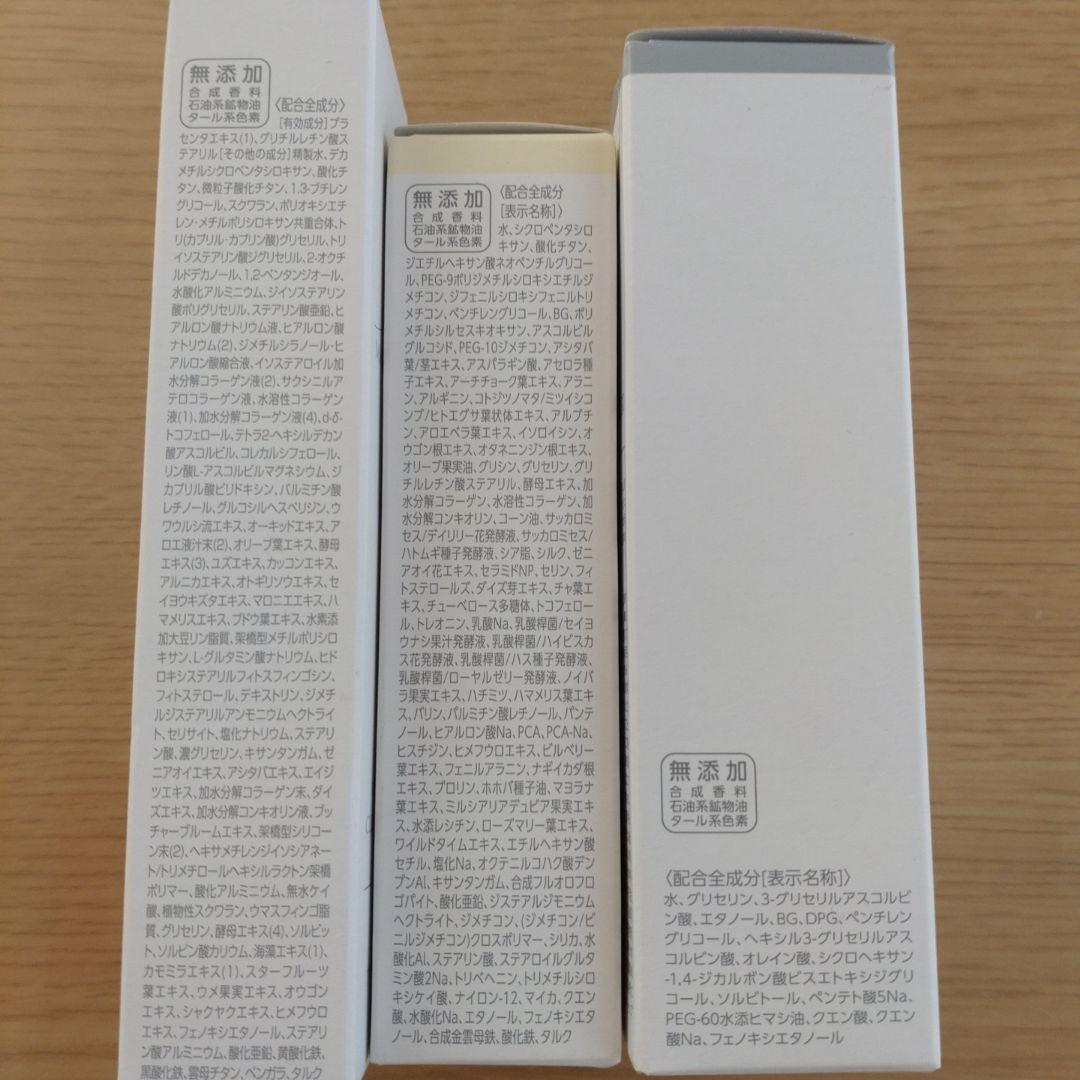 無添加
合成香料
石油系鉱物油
タール系色素
〈配合全成分〉
[有効成分]プラ
センタエキス(1)、グリチルレチン酸ス
テアリル[その他の成分]精製水、デカ
メチルシクロペンタシロキサン、酸化チ
タン、微粒子酸化チタン、1,3-ブチレン
グリコール、スクワラン、ポリオキシエチ
レン・メチルポリシロキサン共重合体、ト
リ(カプリル・カプリン酸)グリセリル、トリ
イソステアリン酸ジグリセリル、2-オクチ
ルドデカノール、1,2-ペンタンジオール、
水酸化アルミニウム、ジイソステアリン
酸ポリグリセリル、ステアリン酸亜鉛、ヒ
アルロン酸ナトリウム液、ヒアルロン酸
ナトリウム(2)、ジメチルシラノール・ヒ
アルロン酸縮合液、イソステアロイル加
水分解コラーゲン液(2)、サクシニルア
テロコラーゲン液、水溶性コラーゲン
液(1)、加水分解コラーゲン液(4)、d-δ-
トコフェロール、テトラ2-ヘキシルデカン
酸アスコルビル、コレカルシフェロール、
リン酸L-アスコルビルマグネシウム、ジ
カプリル酸ピリドキシン、パルミチン酸
レチノール、グルコシルヘスペリジン、ウ
ワウルシ流エキス、オーキッドエキス、ア
ロエ液汁末(2)、オリーブ葉エキス、酵母
エキス(3)、ユズエキス、カッコンエキス、
アルニカエキス、オトギリソウエキス、セ
イヨウキズタエキス、マロニエエキス、ハ
マメリスエキス、ブドウ葉エキス、水素添
加大豆リン脂質、架橋型メチルポリシロ
キサン、L-グルタミン酸ナトリウム、ヒド
ロキシステアリルフィトスフィンゴシン、
フィトステロール、デキストリン、ジメチ
ルジステアリルアンモニウムヘクトライ
ト、セリサイト、塩化ナトリウム、ステアリ
ン酸、濃グリセリン、キサンタンガム、ゼ
ニアオイエキス、アシタバエキス、エイジ
ツエキス、加水分解コラーゲン末、ダイ
ズエキス、加水分解コンキオリン液、ブッ
チャーブルームエキス、架橋型シリコー
ン末(2)、ヘキサメチレンジイソシアネー
ト/トリメチロールヘキシルラクトン架橋
ポリマー、酸化アルミニウム、無水ケイ
酸、植物性スクワラン、ウマスフィンゴ脂
質、グリセリン、酵母エキス(4)、ソルビッ
ト、ソルビン酸カリウム、海藻エキス(1)、
カモミラエキス(1)、スターフルーツ
葉エキス、ウメ果実エキス、オウゴン
エキス、シャクヤクエキス、ヒメフウロ
エキス、フェノキシエタノール、ステアリ
ン酸アルミニウム、酸化亜鉛、黄酸化鉄、
黒酸化鉄、雲母チタン、ベンガラ、タルク
無添加
合成香料
石油系鉱物油
タール系色素
〈配合全成分
[表示名称]〉
水、シクロペンタシロ
キサン、酸化チタン、
ジエチルヘキサン酸ネオペンチルグリコー
ル、PEG-9ポリジメチルシロキシエチルジ
メチコン、ジフェニルシロキシフェニルトリ
メチコン、ペンチレングリコール、BG、ポリ
メチルシルセスキオキサン、アスコルビル
グルコシド、PEG-10ジメチコン、アシタバ
葉/茎エキス、アスパラギン酸、アセロラ種
子エキス、アーチチョーク葉エキス、アラニ
ン、アルギニン、コトジツノマタ/ミツイシコ
ンブ/ヒトエグサ葉状体エキス、アルブチ
ン、アロエベラ葉エキス、イソロイシン、オ
ウゴン根エキス、オタネニンジン根エキス、
オリーブ果実油、グリシン、グリセリン、グリ
チルレチン酸ステアリル、酵母エキス、加
水分解コラーゲン、水溶性コラーゲン、加
水分解コンキオリン、コーン油、サッカロミ
セス/デイリリー花発酵液、サッカロミセス/
ハトムギ種子発酵液、シア脂、シルク、ゼニ
アオイ花エキス、セラミドNP、セリン、フィ
トステロールズ、ダイズ芽エキス、チャ葉エ
キス、チューベロース多糖体、トコフェロー
ル、トレオニン、乳酸Na、乳酸桿菌/セイヨ
ウナシ果汁発酵液、乳酸桿菌/ハイビスカ
ス花発酵液、乳酸桿菌/ハス種子発酵液、
乳酸桿菌/ローヤルゼリー発酵液、ノイバ
ラ果実エキス、ハチミツ、ハマメリス葉エキ
ス、バリン、パルミチン酸レチノール、パンテ
ノール、ヒアルロン酸Na、PCA、PCA-Na、
ヒスチジン、ヒメフウロエキス、ビルベリー
葉エキス、フェニルアラニン、ナギイカダ根
エキス、プロリン、ホホバ種子油、マヨラナ
葉エキス、ミルシアリアデュビア果実エキ
ス、水添レシチン、ローズマリー葉エキス、
ワイルドタイムエキス、エチルヘキサン酸
セチル、塩化Na、オクテニルコハク酸デン
プンAl、キサンタンガム、合成フルオロフロ
ゴパイト、酸化亜鉛、ジステアルジモニウム
ヘクトライト、ジメチコン、(ジメチコン/ビ
ニルジメチコン)クロスポリマー、シリカ、水
酸化Al、ステアリン酸、ステアロイルグルタ
ミン酸2Na、トリベヘニン、トリメチルシロ
キシケイ酸、ナイロン-12、マイカ、クエン
酸、水酸化Na、エタノール、フェノキシエタ
ノール、合成金雲母鉄、酸化鉄、タルク
無添加
合成香料
石油系鉱物油
タール系色素
〈配合全成分[表示名称]〉
水、グリセリン、3-グリセリルアスコルビ
ン酸、エタノール、BG、DPG、ペンチレン
グリコール、ヘキシル3-グリセリルアス
コルビン酸、オレイン酸、シクロヘキサン
-1,4-ジカルボン酸ビスエトキシジグリ
コール、ソルビトール、ペンテト酸5Na、
PEG-60水添ヒマシ油、クエン酸、クエン
酸Na、フェノキシエタノール